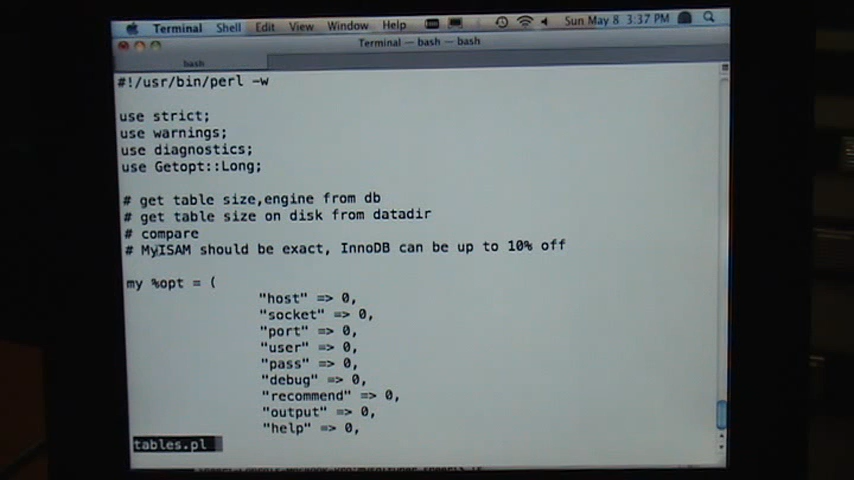 Terminal Shell Edit View Window Help Sun May 8 3:37 PM
Terminal — bash — bash
bash
#!/usr/bin/perl -w
use strict;
use warnings;
use diagnostics;
use Getopt::Long;
# get table size,engine from db
# get table size on disk from datadir
# compare
# MyISAM should be exact, InnoDB can be up to 10% off
my %opt = (
"host" => 0,
"socket" => 0,
"port" => 0,
"user" => 0,
"pass" => 0,
"debug" => 0,
"recommend" => 0,
"output" => 0,
"help" => 0,
tables.pl